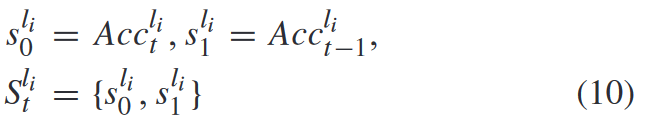 $s_0^{l_i} = Acc_t^{l_i}, s_1^{l_i} = Acc_{t-1}^{l_i},$
$S_t^{l_i} = \{s_0^{l_i}, s_1^{l_i}\}$ (10)